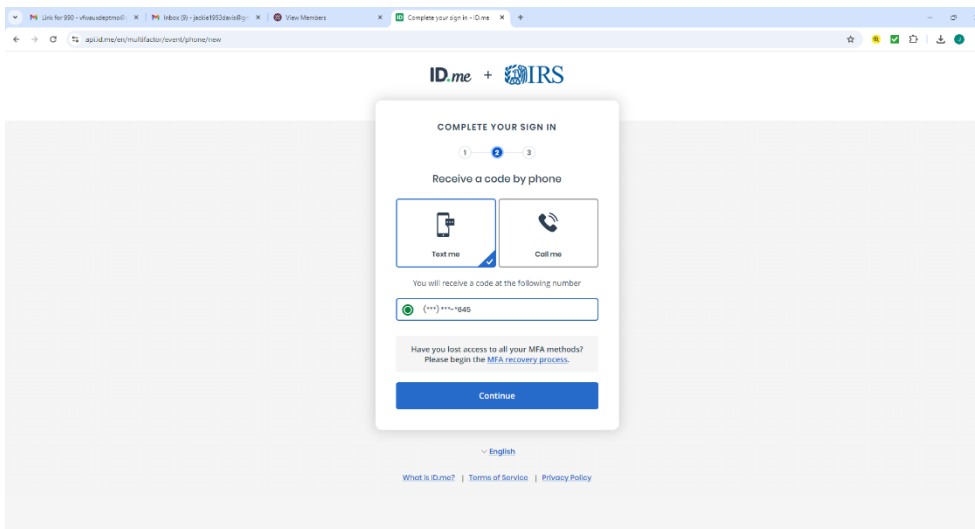 Link for 990 - vfwauxdeptmo@
Inbox (9) - jackie1953davis@g
View Members
Complete your sign in - ID.me
api.id.me/en/multifactor/event/phone/new
ID.me + IRS
COMPLETE YOUR SIGN IN
1 2 3
Receive a code by phone
Text me
Call me
You will receive a code at the following number
(***) ***-*845
Have you lost access to all your MFA methods?
Please begin the MFA recovery process.
Continue
English
What is ID.me? | Terms of Service | Privacy Policy